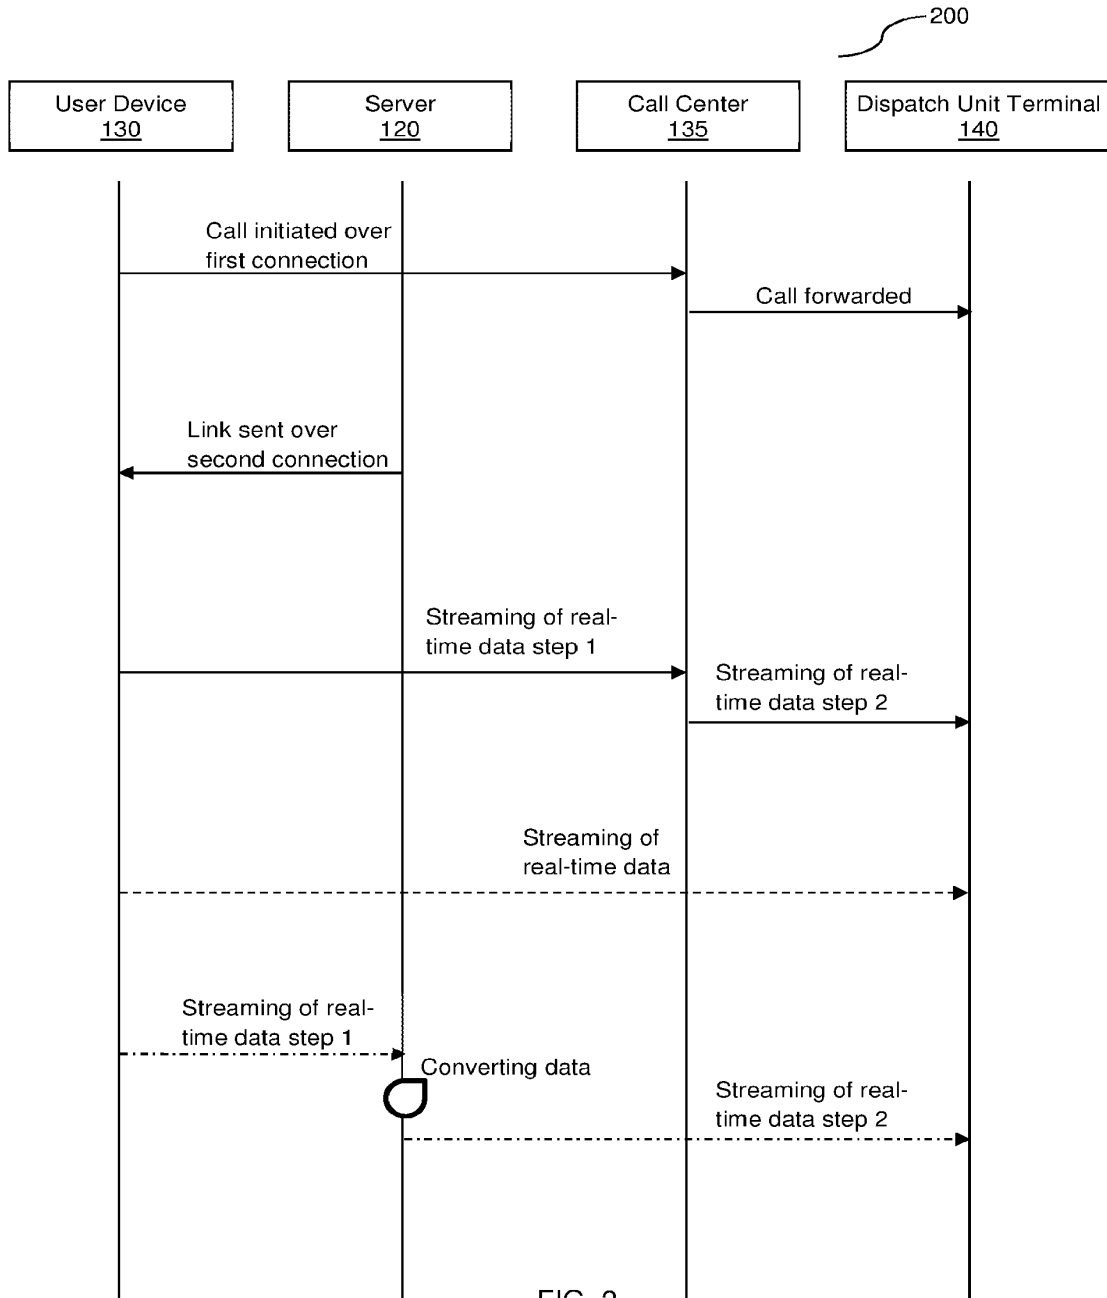 200
User Device
130
Server
120
Call Center
135
Dispatch Unit Terminal
140
Call initiated over
first connection
Call forwarded
Link sent over
second connection
Streaming of real-
time data step 1
Streaming of real-
time data step 2
Streaming of
real-time data
Streaming of real-
time data step 1
Converting data
Streaming of real-
time data step 2